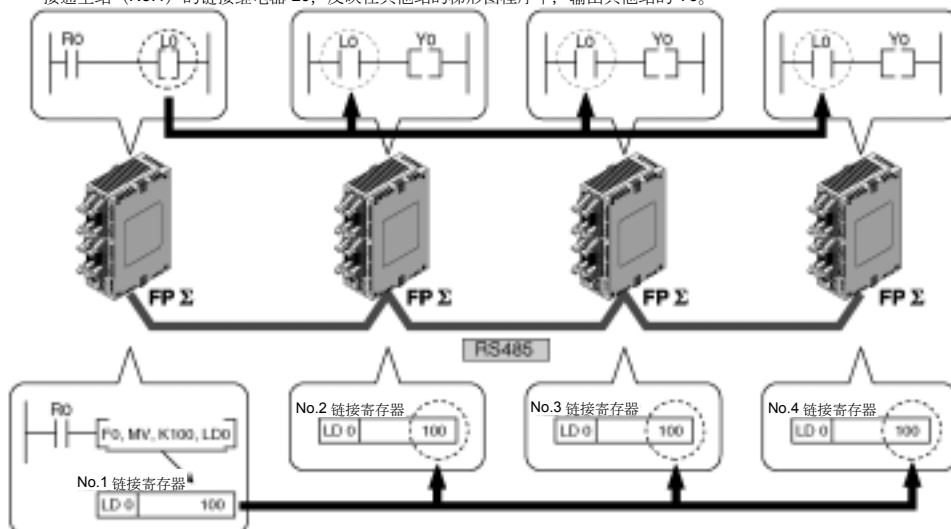 接通主站（No.1）的链接继电器 L0，反映在其他站的梯形图程序中，输出其他站的 Y0。
R0 L0
L0 Y0
L0 Y0
L0 Y0
FP Σ
FP Σ
FP Σ
FP Σ
RS485
R0
F0, MV, K100, LD0
No.1 链接寄存器
LD 0 100
No.2 链接寄存器
LD 0 100
No.3 链接寄存器
LD 0 100
No.4 链接寄存器
LD 0 100